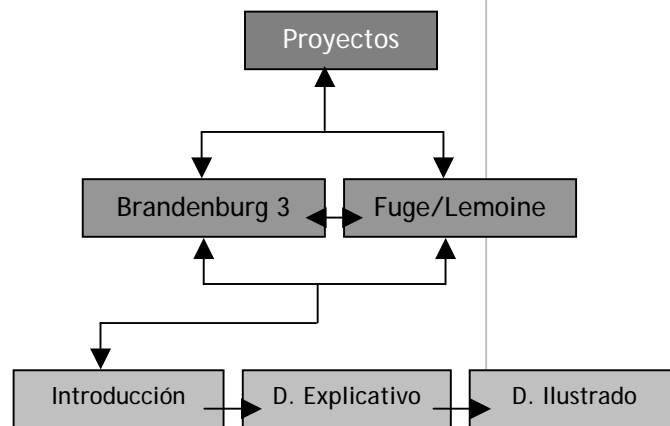 Proyectos
Brandenburg 3
Fuge/Lemoine
Introducción
D. Explicativo
D. Ilustrado